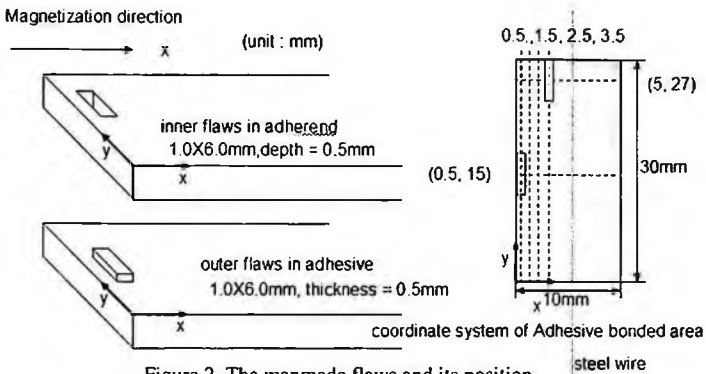 Magnetization direction
x
(unit : mm)
inner flaws in adherend
1.0X6.0mm,depth = 0.5mm
y
x
outer flaws in adhesive
1.0X6.0mm, thickness = 0.5mm
y
x
0.5, 1.5, 2.5, 3.5
(5, 27)
(0.5, 15)
30mm
y
x
10mm
coordinate system of Adhesive bonded area
steel wire
Figure 2. The manmade flaws and its position